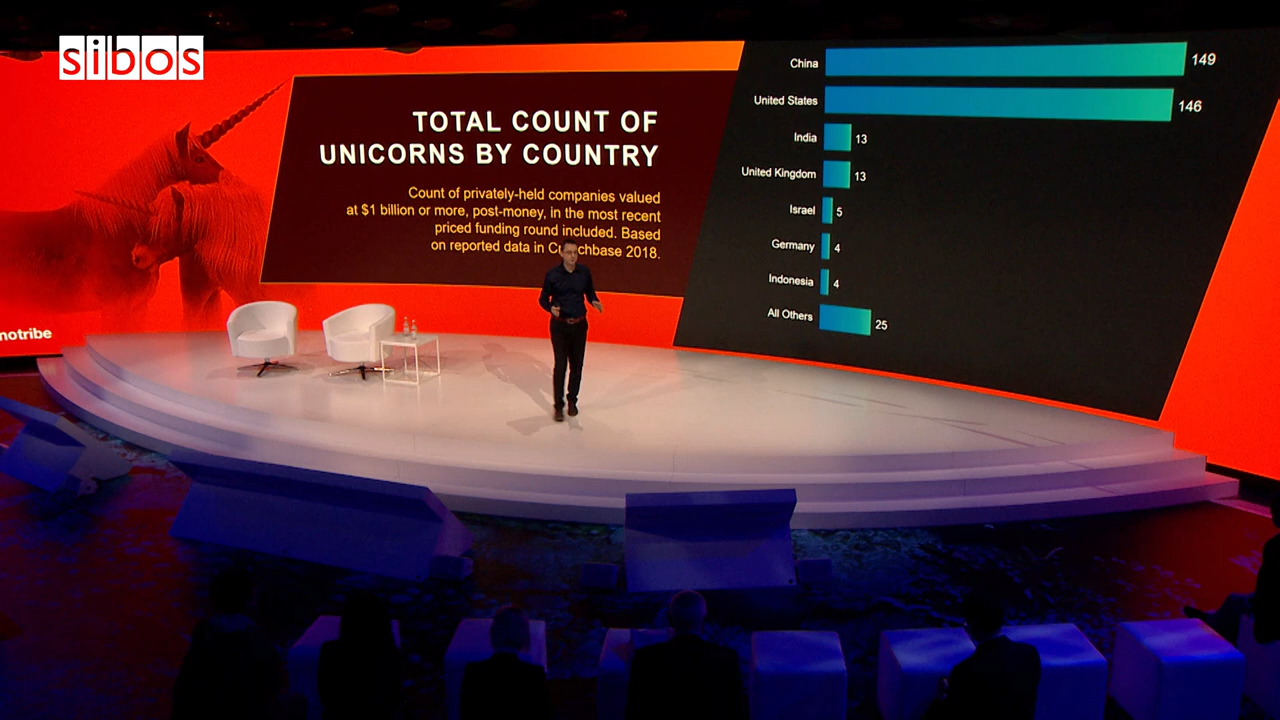 sibos
TOTAL COUNT OF
UNICORNS BY COUNTRY
Count of privately-held companies valued
at $1 billion or more, post-money, in the most recent
priced funding round included. Based
on reported data in 2018.
China 149
United States 146
India 13
United Kingdom 13
Israel 5
Germany 4
Indonesia 4
All Others 25
notribe